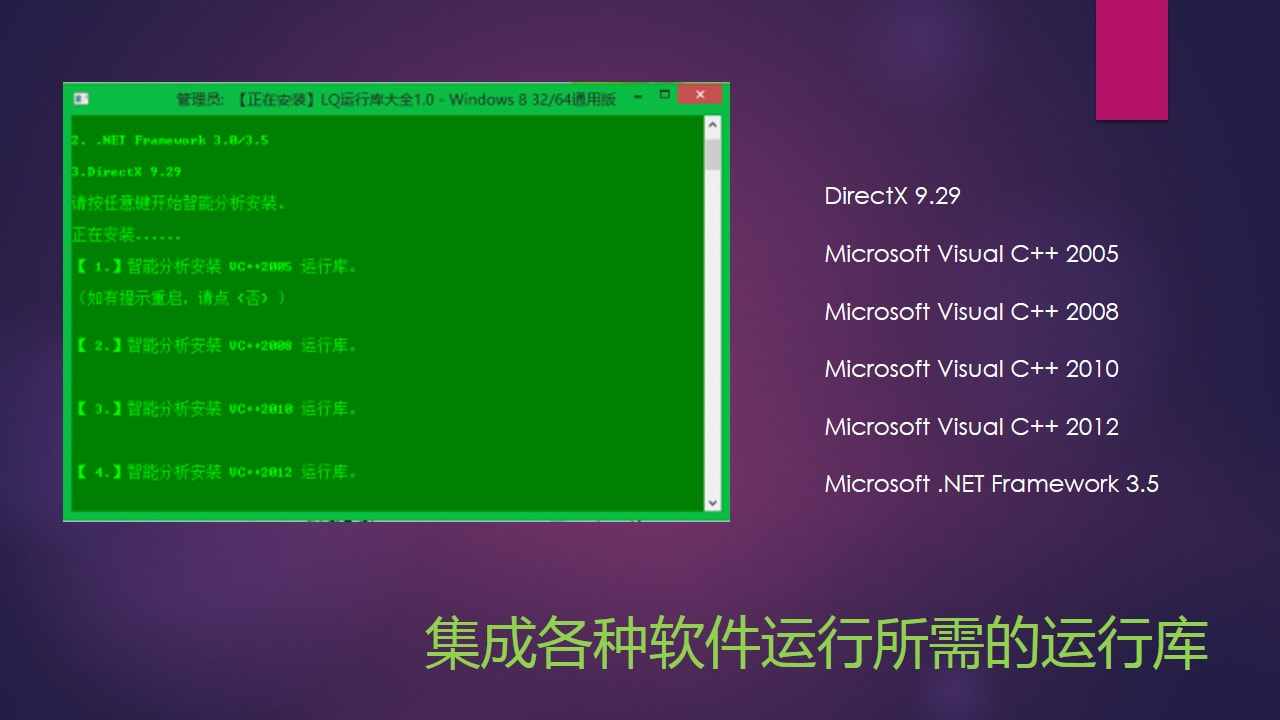 管理员: 【正在安装】LQ运行库大全1.0 - Windows 8 32/64通用版
2. .NET Framework 3.0/3.5
3.DirectX 9.29
请按任意键开始智能分析安装。
正在安装......
【 1.】智能分析安装 VC++2005 运行库。
（如有提示重启，请点《否》）
【 2.】智能分析安装 VC++2008 运行库。
【 3.】智能分析安装 VC++2010 运行库。
【 4.】智能分析安装 VC++2012 运行库。
DirectX 9.29
Microsoft Visual C++ 2005
Microsoft Visual C++ 2008
Microsoft Visual C++ 2010
Microsoft Visual C++ 2012
Microsoft .NET Framework 3.5
集成各种软件运行所需的运行库